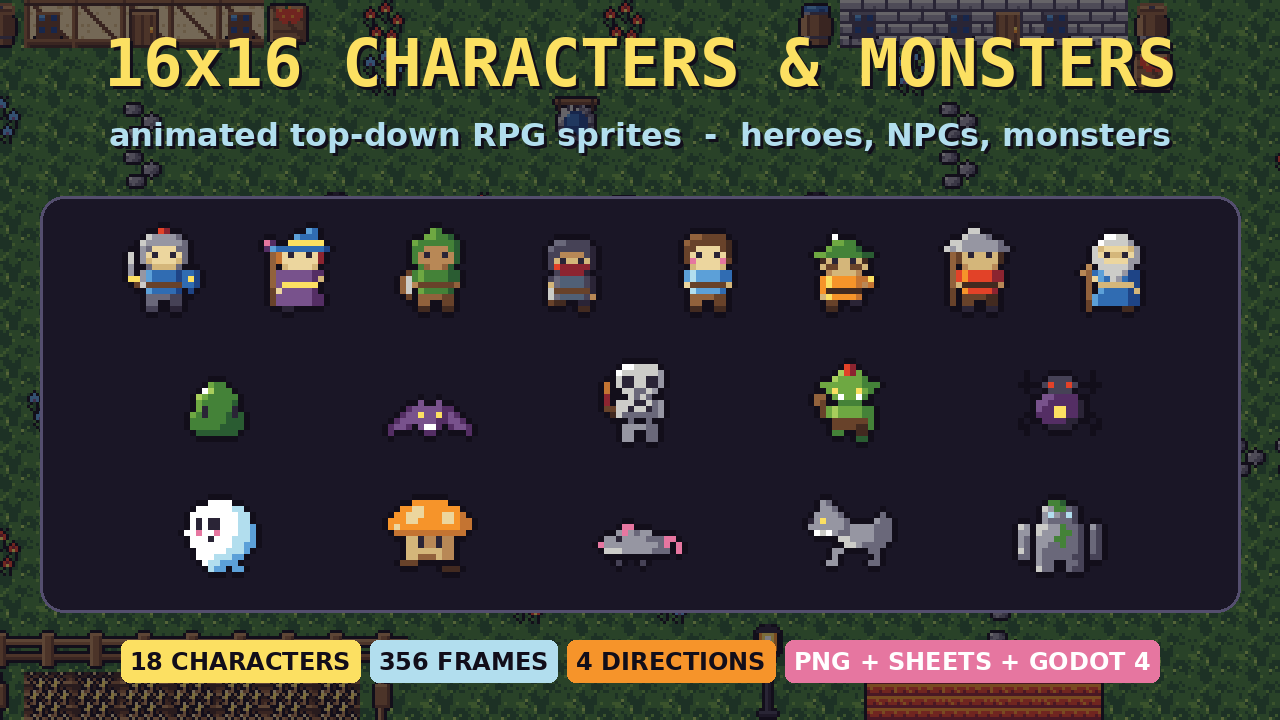 16x16 CHARACTERS & MONSTERS
animated top-down RPG sprites - heroes, NPCs, monsters
18 CHARACTERS 356 FRAMES 4 DIRECTIONS PNG + SHEETS + GODOT 4